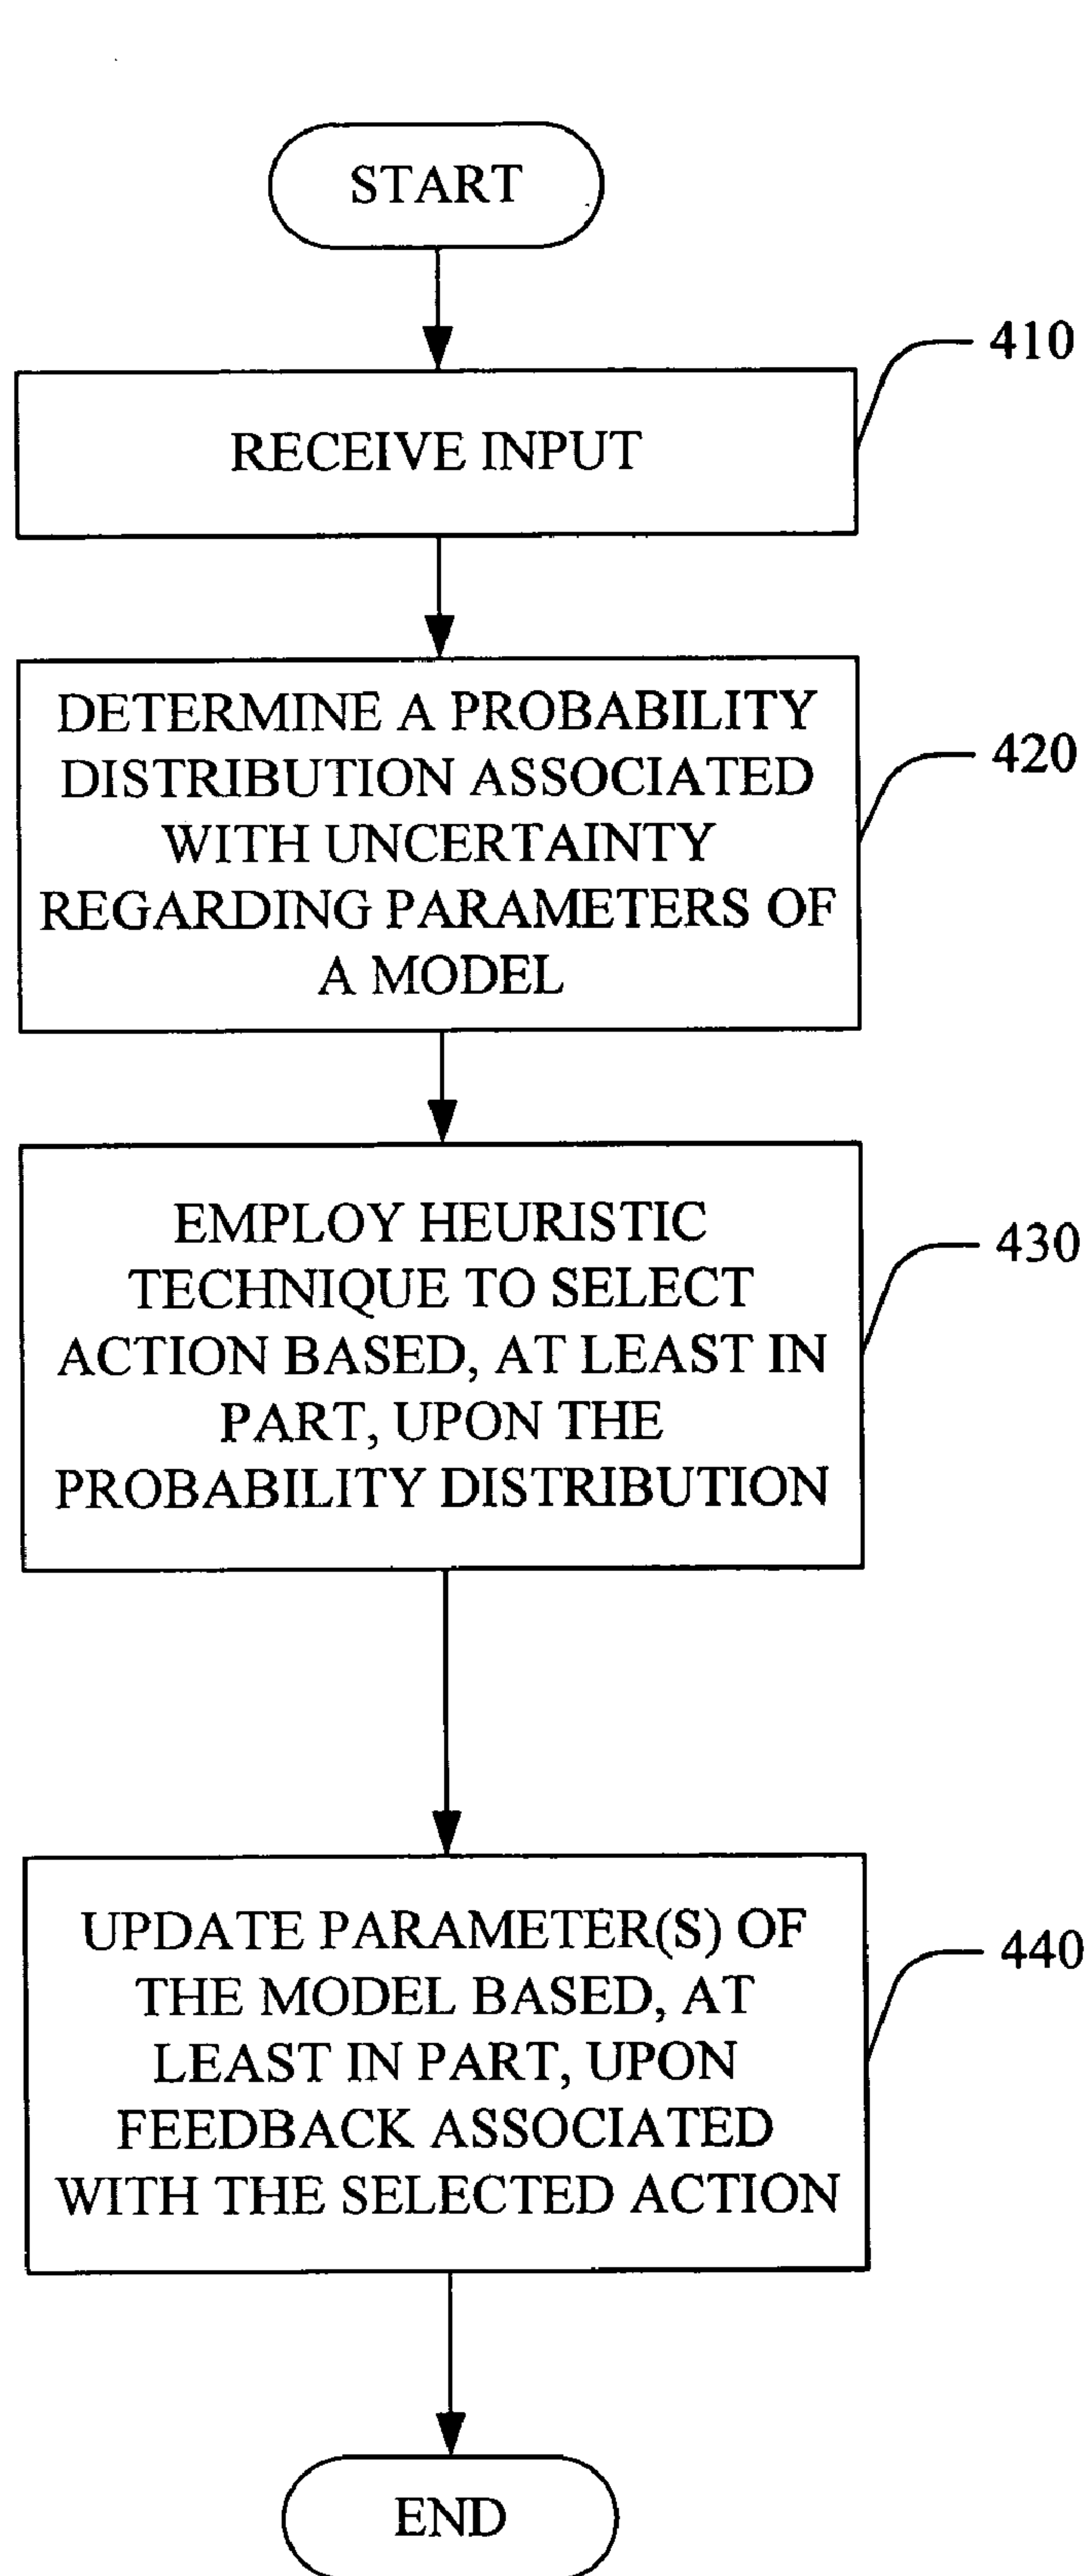 START
410
RECEIVE INPUT
DETERMINE A PROBABILITY
DISTRIBUTION ASSOCIATED
WITH UNCERTAINTY
REGARDING PARAMETERS OF
A MODEL
420
EMPLOY HEURISTIC
TECHNIQUE TO SELECT
ACTION BASED, AT LEAST IN
PART, UPON THE
PROBABILITY DISTRIBUTION
430
UPDATE PARAMETER(S) OF
THE MODEL BASED, AT
LEAST IN PART, UPON
FEEDBACK ASSOCIATED
WITH THE SELECTED ACTION
440
END